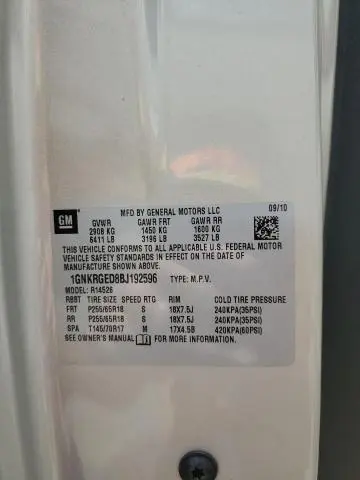 MFD BY GENERAL MOTORS LLC 09/10
GM
GVWR GAWR FRT GAWR RR
2908 KG 1450 KG 1600 KG
6411 LB 3196 LB 3527 LB
THIS VEHICLE CONFORMS TO ALL APPLICABLE U.S. FEDERAL MOTOR
VEHICLE SAFETY STANDARDS IN EFFECT ON THE DATE OF
MANUFACTURE SHOWN ABOVE.
1GNKRGED8BJ192596 TYPE: M.P.V.
MODEL: R14526
RBBT TIRE SIZE SPEED RTG RIM COLD TIRE PRESSURE
FRT P255/65R18 S 18X7.5J 240KPA(35PSI)
RR P255/65R18 S 18X7.5J 240KPA(35PSI)
SPA T145/70R17 M 17X4.5B 420KPA(60PSI)
SEE OWNER'S MANUAL FOR MORE INFORMATION